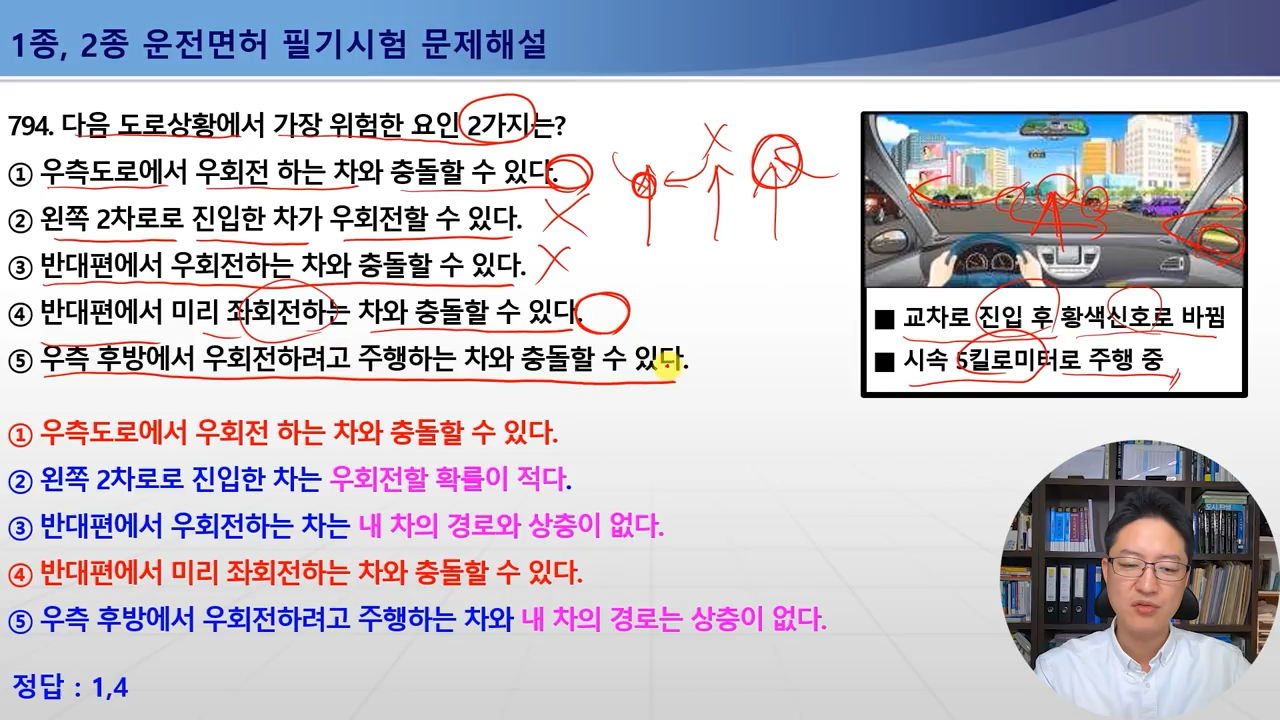 1종, 2종 운전면허 필기시험 문제해설
794. 다음 도로상황에서 가장 위험한 요인 2가지는?
① 우측도로에서 우회전 하는 차와 충돌할 수 있다.
② 왼쪽 2차로로 진입한 차가 우회전할 수 있다.
③ 반대편에서 우회전하는 차와 충돌할 수 있다.
④ 반대편에서 미리 좌회전하는 차와 충돌할 수 있다.
⑤ 우측 후방에서 우회전하려고 주행하는 차와 충돌할 수 있다.
■ 교차로 진입 후 황색신호로 바뀜
■ 시속 5킬로미터로 주행 중
① 우측도로에서 우회전 하는 차와 충돌할 수 있다.
② 왼쪽 2차로로 진입한 차는 우회전할 확률이 적다.
③ 반대편에서 우회전하는 차는 내 차의 경로와 상충이 없다.
④ 반대편에서 미리 좌회전하는 차와 충돌할 수 있다.
⑤ 우측 후방에서 우회전하려고 주행하는 차와 내 차의 경로는 상충이 없다.
정답 : 1,4